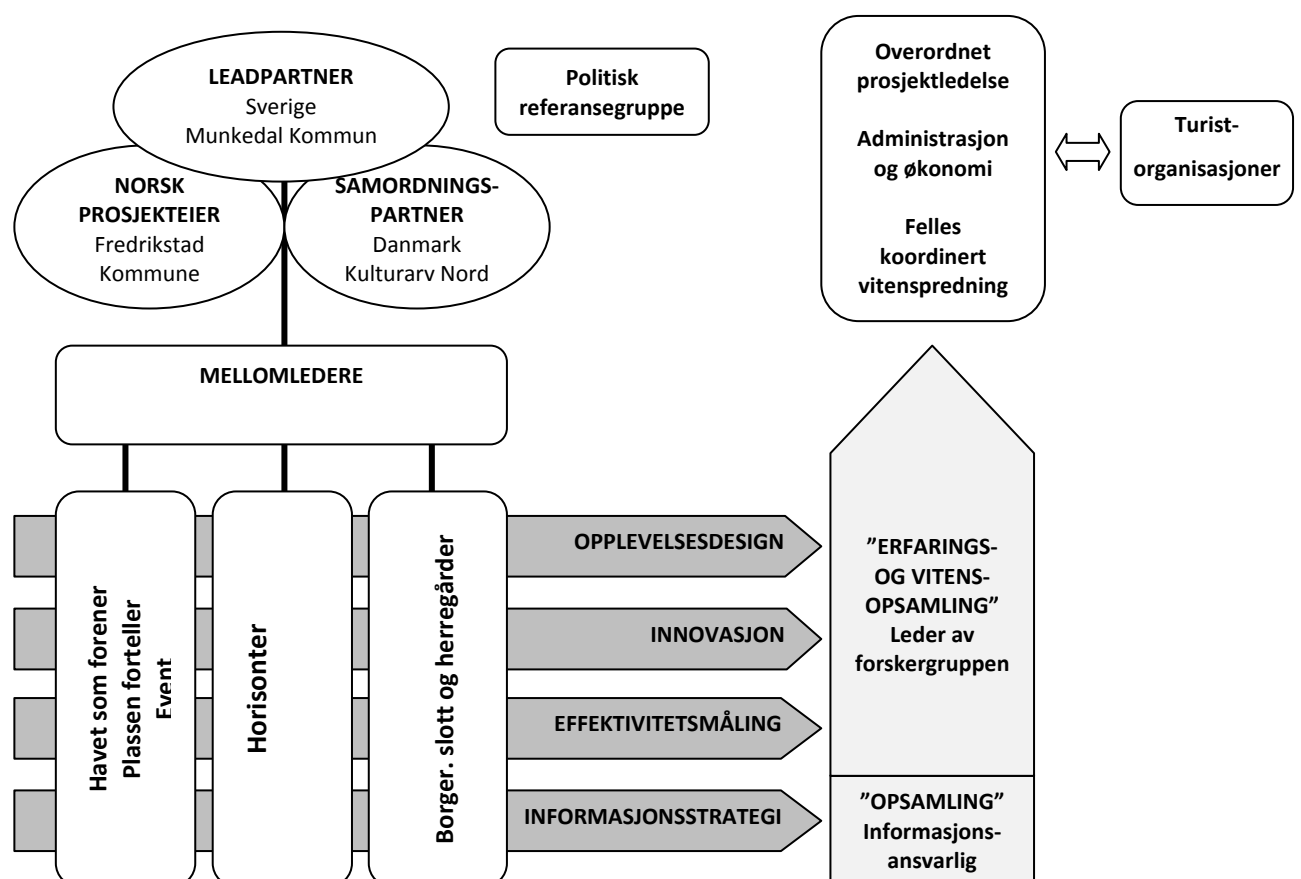 LEADPARTNER
Sverige
Munkedal Kommun
Politisk
referansegruppe
NORSK
PROSJEKTEIER
Fredrikstad
Kommune
SAMORDNINGS-
PARTNER
Danmark
Kulturarv Nord
Overordnet
prosjektledelse
Administrasjon
og økonomi
Felles
koordinert
vitenspredning
Turist-
organisasjoner
MELLOMLEDERE
Havet som forener
Plassen forteller
Event
Horisonter
Borger. slott og herregårder
OPPLEVELSESDESIGN
INNOVASJON
EFFEKTIVITETSMÅLING
INFORMASJONSSTRATEGI
”ERFARINGS-
OG VITENS-
OPSAMLING”
Leder av
forskergruppen
”OPSAMLING”
Informasjons-
ansvarlig